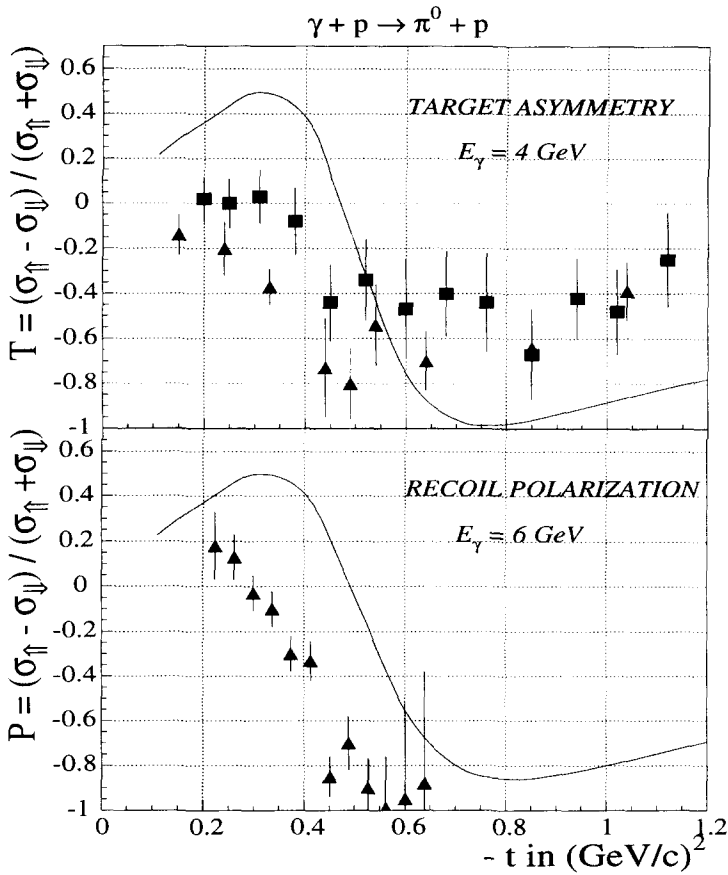 γ + p → π⁰ + p
T = (σ⇑ - σ⇓) / (σ⇑ +σ⇓)
0.6
0.4
0.2
0
-0.2
-0.4
-0.6
-0.8
-1
TARGET ASYMMETRY
Eγ = 4 GeV
P = (σ⇑ - σ⇓) / (σ⇑ +σ⇓)
0.6
0.4
0.2
0
-0.2
-0.4
-0.6
-0.8
-1
RECOIL POLARIZATION
Eγ = 6 GeV
0 0.2 0.4 0.6 0.8 1 1.2
- t in (GeV/c)²